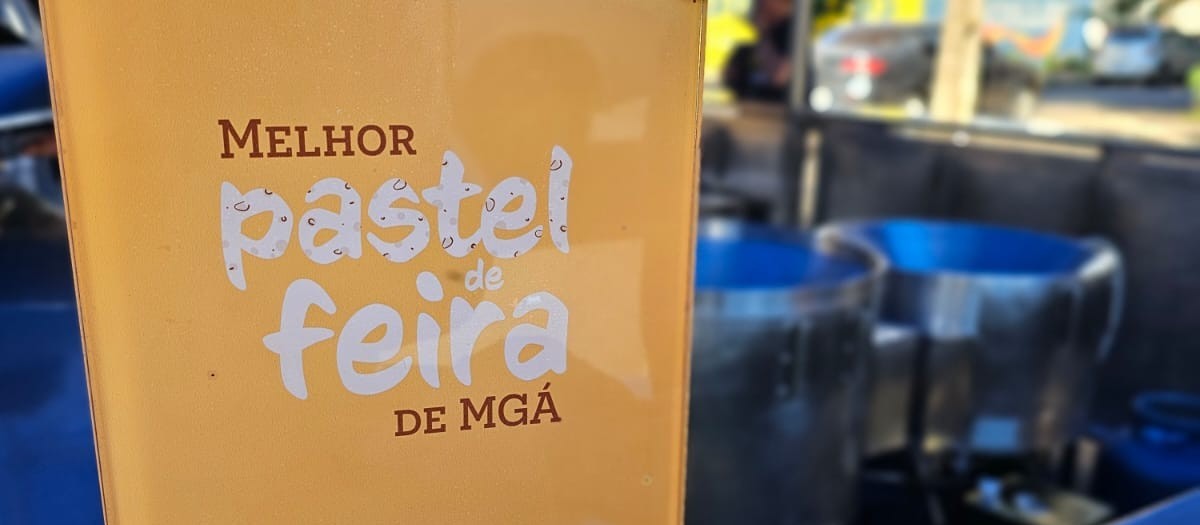 Melhor
pastel
de
feira
de MGÁ